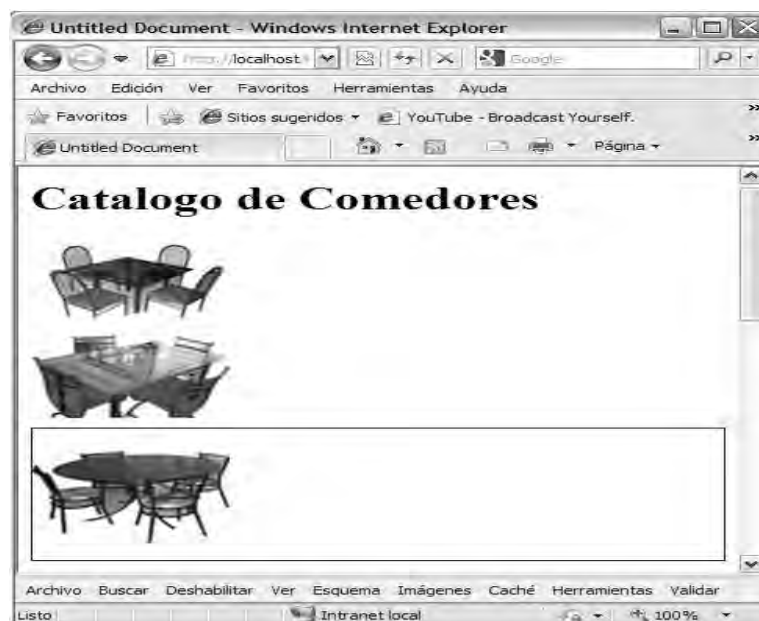 Untitled Document - Windows Internet Explorer
http://localhost Google
Archivo Edición Ver Favoritos Herramientas Ayuda
Favoritos Sitios sugeridos YouTube - Broadcast Yourself. »
Untitled Document Página »
Catalogo de Comedores
Archivo Buscar Deshabilitar Ver Esquema Imágenes Caché Herramientas Validar
Listo Intranet local 100%